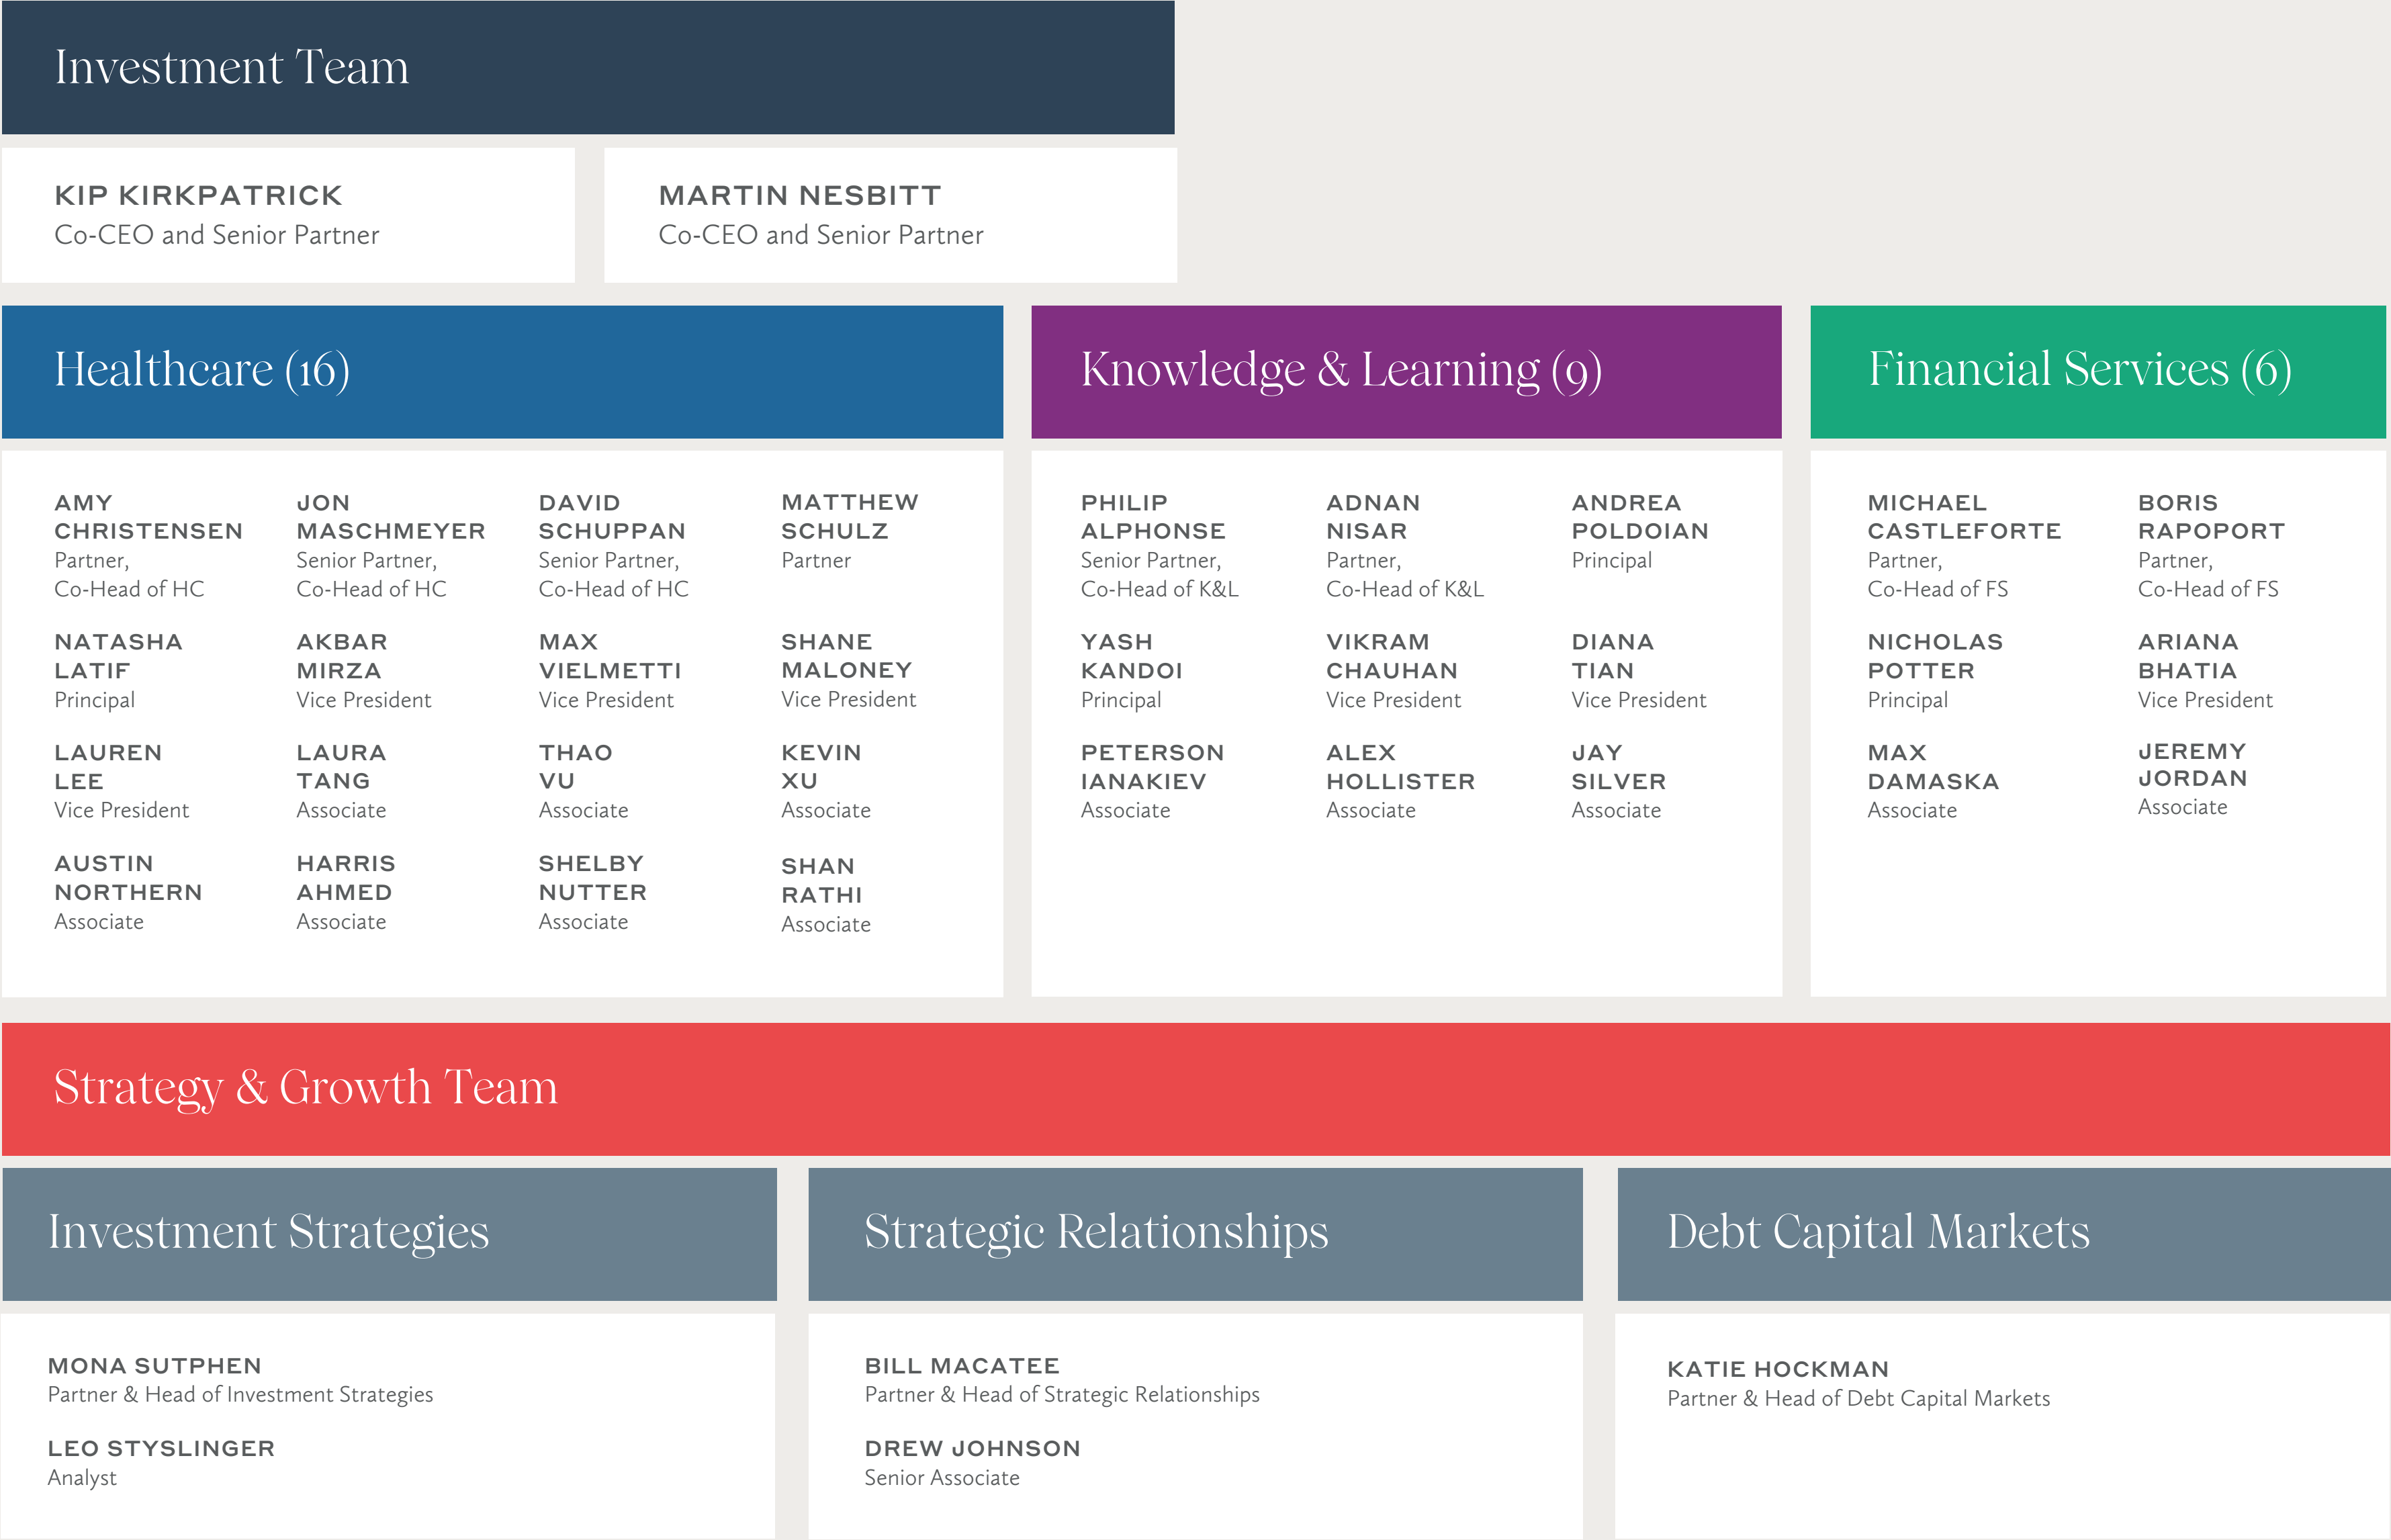 Investment Team
KIP KIRKPATRICK
Co-CEO and Senior Partner
MARTIN NESBITT
Co-CEO and Senior Partner
Healthcare (16)
AMY
CHRISTENSEN
Partner,
Co-Head of HC
JON
MASCHMEYER
Senior Partner,
Co-Head of HC
DAVID
SCHUPPAN
Senior Partner,
Co-Head of HC
MATTHEW
SCHULZ
Partner
NATASHA
LATIF
Principal
AKBAR
MIRZA
Vice President
MAX
VIELMETTI
Vice President
SHANE
MALONEY
Vice President
LAUREN
LEE
Vice President
LAURA
TANG
Associate
THAO
VU
Associate
KEVIN
XU
Associate
AUSTIN
NORTHERN
Associate
HARRIS
AHMED
Associate
SHELBY
NUTTER
Associate
SHAN
RATHI
Associate
Knowledge & Learning (9)
PHILIP
ALPHONSE
Senior Partner,
Co-Head of K&L
ADNAN
NISAR
Partner,
Co-Head of K&L
ANDREA
POLDOIAN
Principal
YASH
KANDOI
Principal
VIKRAM
CHAUHAN
Vice President
DIANA
TIAN
Vice President
PETERSON
IANAKIEV
Associate
ALEX
HOLLISTER
Associate
JAY
SILVER
Associate
Financial Services (6)
MICHAEL
CASTLEFORTE
Partner,
Co-Head of FS
BORIS
RAPOPORT
Partner,
Co-Head of FS
NICHOLAS
POTTER
Principal
ARIANA
BHATIA
Vice President
MAX
DAMASKA
Associate
JEREMY
JORDAN
Associate
Strategy & Growth Team
Investment Strategies
MONA SUTPHEN
Partner & Head of Investment Strategies
LEO STYSLINGER
Analyst
Strategic Relationships
BILL MACATEE
Partner & Head of Strategic Relationships
DREW JOHNSON
Senior Associate
Debt Capital Markets
KATIE HOCKMAN
Partner & Head of Debt Capital Markets